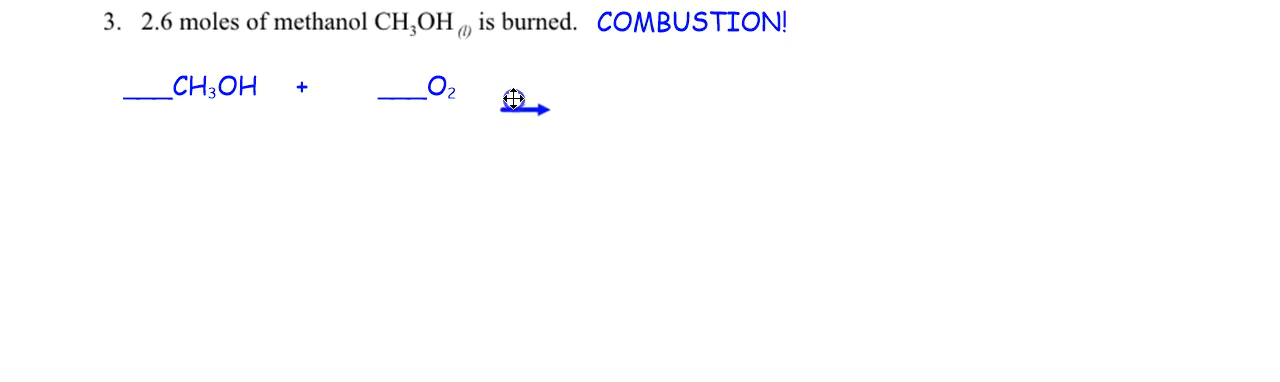 3. 2.6 moles of methanol CH₃OH (l) is burned. COMBUSTION!
___CH₃OH + ___O₂ →